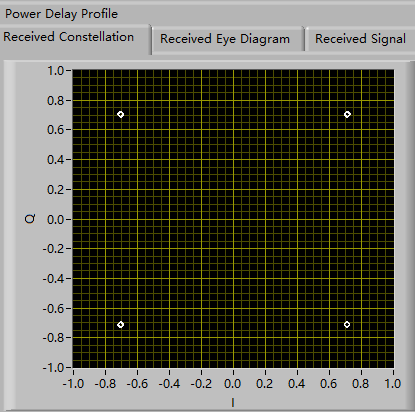 Power Delay Profile
Received Constellation Received Eye Diagram Received Signal
1.0
0.8
0.6
0.4
0.2
0.0
-0.2
-0.4
-0.6
-0.8
-1.0
Q
-1.0 -0.8 -0.6 -0.4 -0.2 0.0 0.2 0.4 0.6 0.8 1.0
I